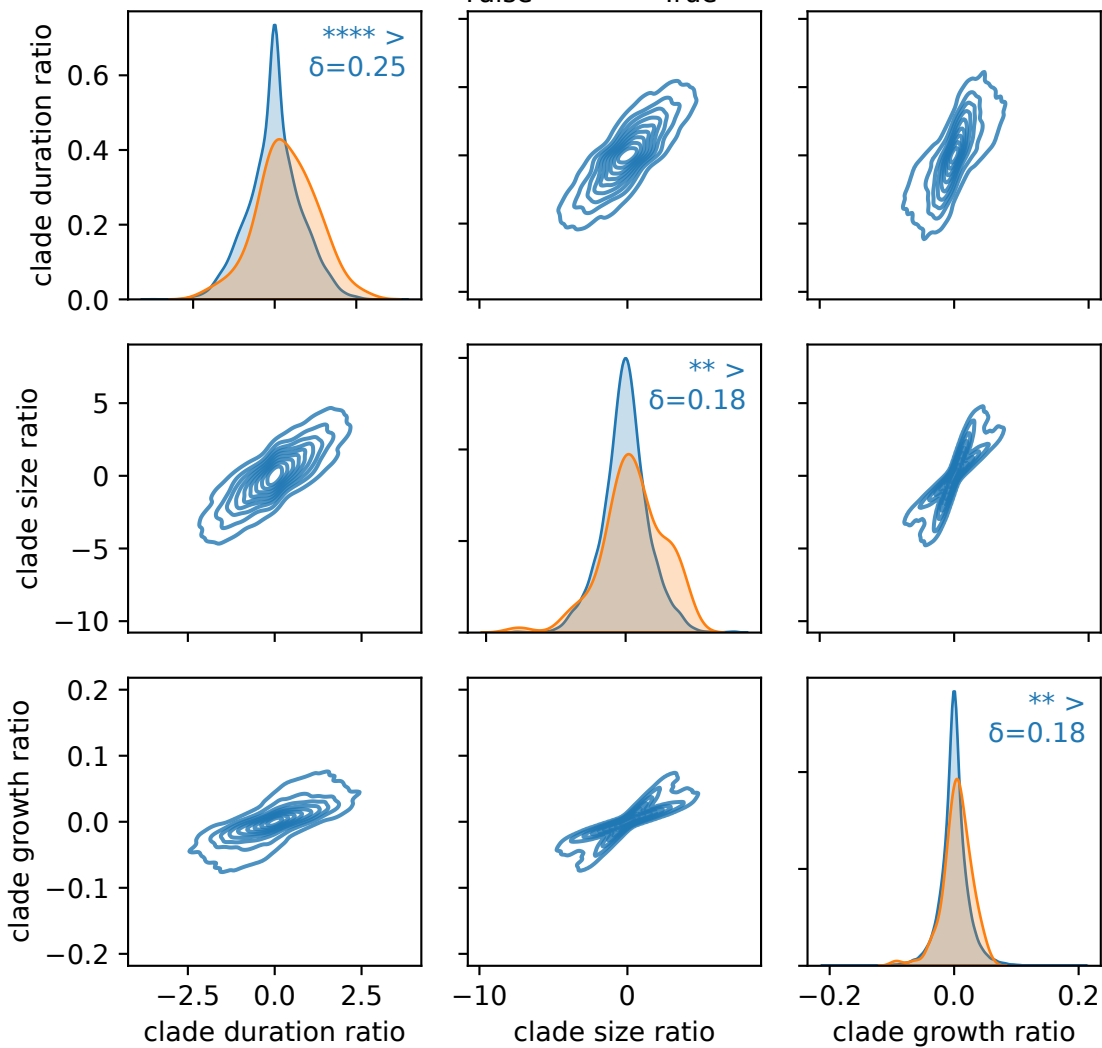 False True
clade duration ratio
0.6
0.4
0.2
0.0
**** >
δ=0.25
clade size ratio
5
0
−5
−10
** >
δ=0.18
clade growth ratio
0.2
0.1
0.0
−0.1
−0.2
** >
δ=0.18
−2.5 0.0 2.5
−10 0
−0.2 0.0 0.2
clade duration ratio
clade size ratio
clade growth ratio